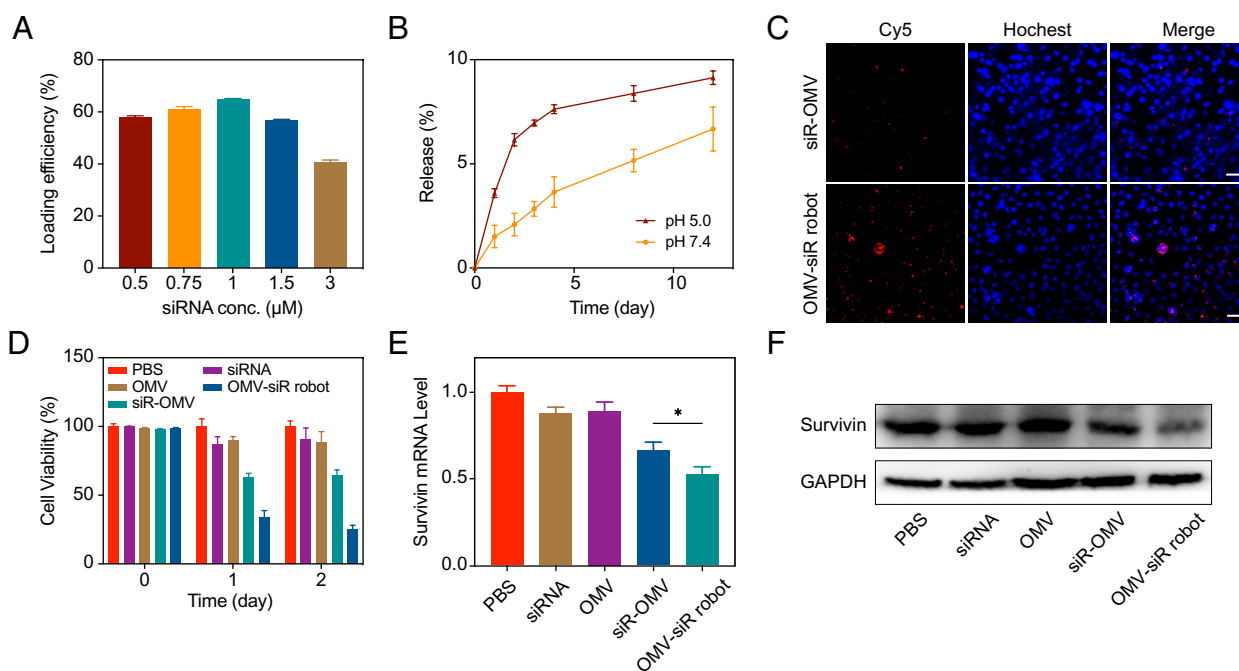 A
80
60
40
20
0
Loading effiiciency (%)
0.5 0.75 1 1.5 3
siRNA conc. (μM)
B
10
5
0
Release (%)
pH 5.0
pH 7.4
0 5 10
Time (day)
C
Cy5 Hochest Merge
siR-OMV
OMV-siR robot
D
150
100
50
0
Cell Viability (%)
PBS siRNA
OMV OMV-siR robot
siR-OMV
0 1 2
Time (day)
E
1.0
0.5
0.0
Survivin mRNA Level
*
PBS siRNA OMV siR-OMV OMV-siR robot
F
Survivin
GAPDH
PBS siRNA OMV siR-OMV OMV-siR robot